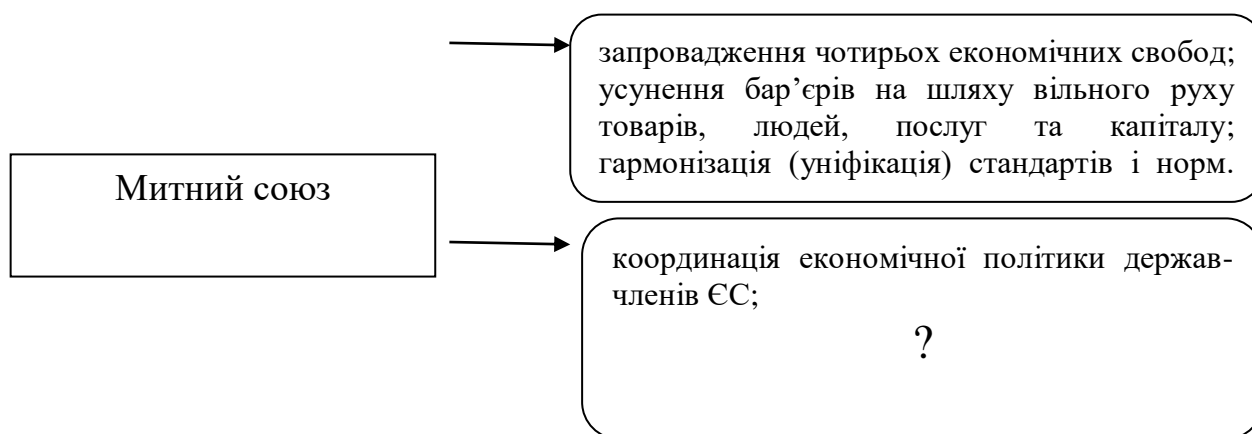 запровадження чотирьох економічних свобод;
усунення бар’єрів на шляху вільного руху
товарів, людей, послуг та капіталу;
гармонізація (уніфікація) стандартів і норм.
Митний союз
координація економічної політики держав-
членів ЄС;
?